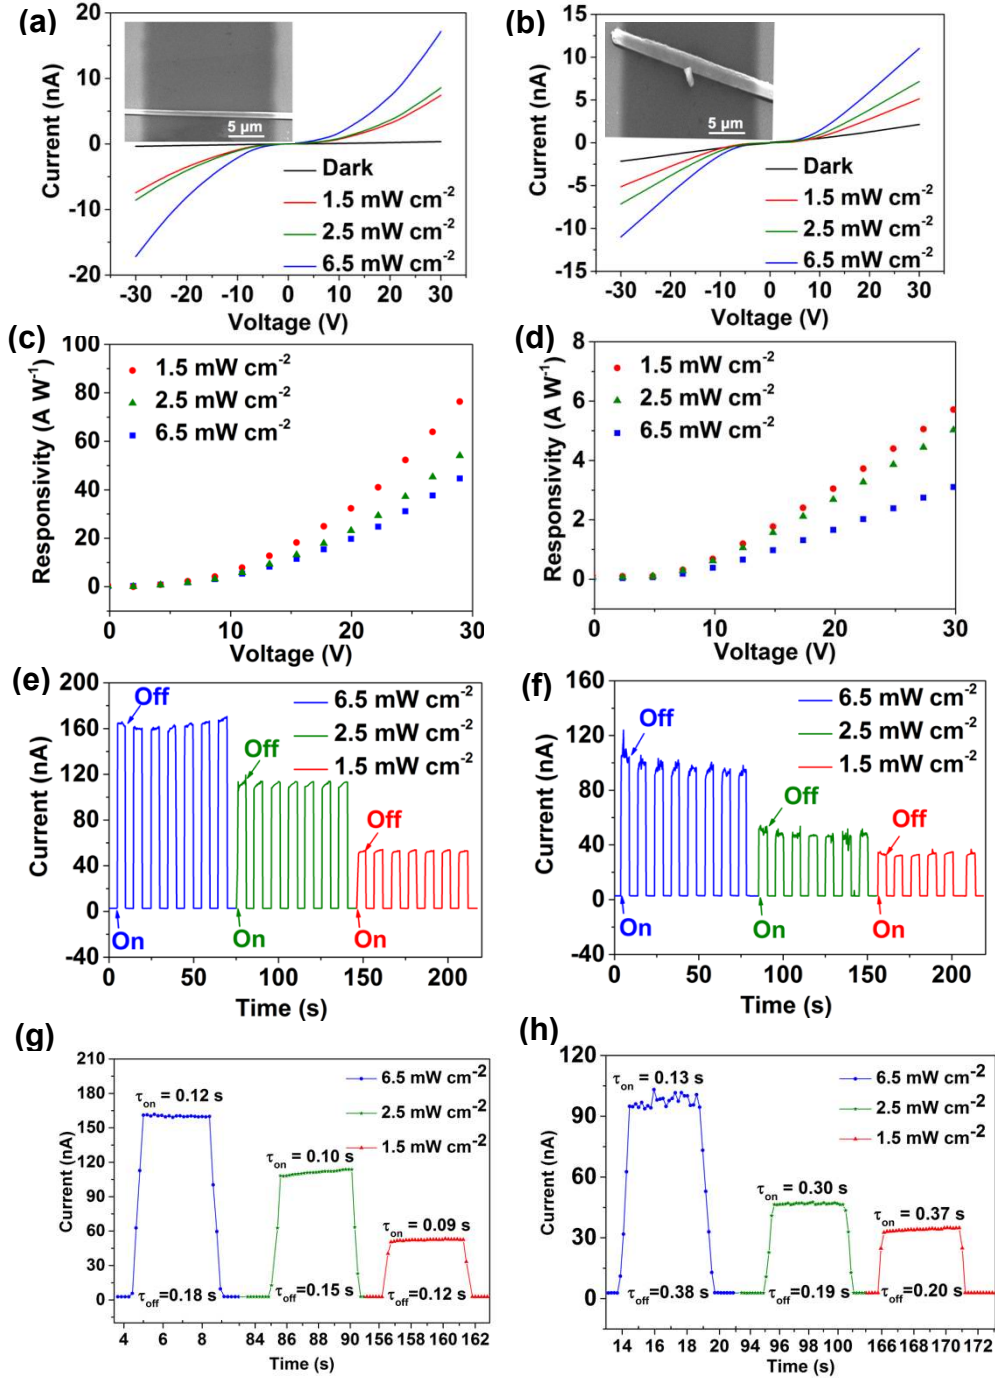 (a)
20
10
0
-10
20
Current (nA)
5 µm
Dark
1.5 mW cm-2
2.5 mW cm-2
6.5 mW cm-2
-30 -20 -10 0 10 20 30
Voltage (V)
(b)
15
10
5
0
-5
-10
-15
Current (nA)
5 µm
Dark
1.5 mW cm-2
2.5 mW cm-2
6.5 mW cm-2
-30 -20 -10 0 10 20 30
Voltage (V)
(c)
100
80
60
40
20
0
Responsivity (A W-1)
1.5 mW cm-2
2.5 mW cm-2
6.5 mW cm-2
0 10 20 30
Voltage (V)
(d)
8
6
4
2
0
Responsivity (A W-1)
1.5 mW cm-2
2.5 mW cm-2
6.5 mW cm-2
0 10 20 30
Voltage (V)
(e)
200
160
120
80
40
0
-40
Current (nA)
Off
6.5 mW cm-2
2.5 mW cm-2
1.5 mW cm-2
Off
Off
On
On
On
0 50 100 150 200
Time (s)
(f)
160
120
80
40
0
-40
Current (nA)
Off
6.5 mW cm-2
2.5 mW cm-2
1.5 mW cm-2
Off
Off
On
On
On
0 50 100 150 200
Time (s)
(g)
210
180
150
120
90
60
30
0
Current (nA)
6.5 mW cm-2
2.5 mW cm-2
1.5 mW cm-2
τon = 0.12 s
τon = 0.10 s
τon = 0.09 s
τoff =0.18 s
τoff=0.15 s
τoff=0.12 s
4 6 8 84 86 88 90 156 158 160 162
Time (s)
(h)
120
90
60
30
0
Current (nA)
6.5 mW cm-2
2.5 mW cm-2
1.5 mW cm-2
τon = 0.13 s
τon = 0.30 s
τon = 0.37 s
τoff=0.38 s
τoff =0.19 s
τoff = 0.20 s
14 16 18 20 94 96 98 100 166 168 170 172
Time (s)